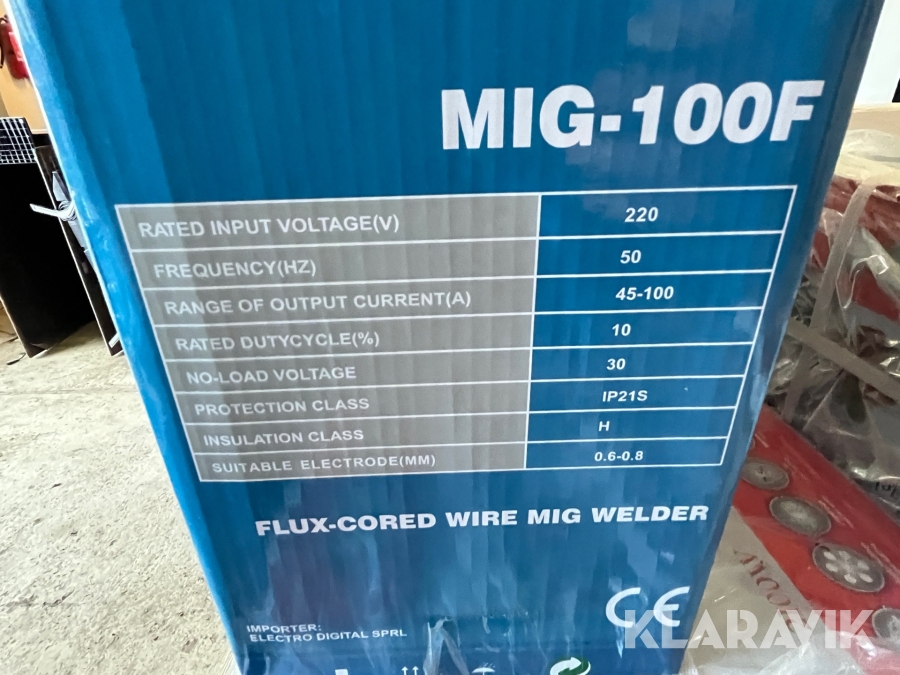 MIG-100F
RATED INPUT VOLTAGE(V) 220
FREQUENCY(HZ) 50
RANGE OF OUTPUT CURRENT(A) 45-100
RATED DUTYCYCLE(%) 10
NO-LOAD VOLTAGE 30
PROTECTION CLASS IP21S
INSULATION CLASS H
SUITABLE ELECTRODE(MM) 0.6-0.8
FLUX-CORED WIRE MIG WELDER
CE
IMPORTER:
ELECTRO DIGITAL SPRL
KLARAVIK